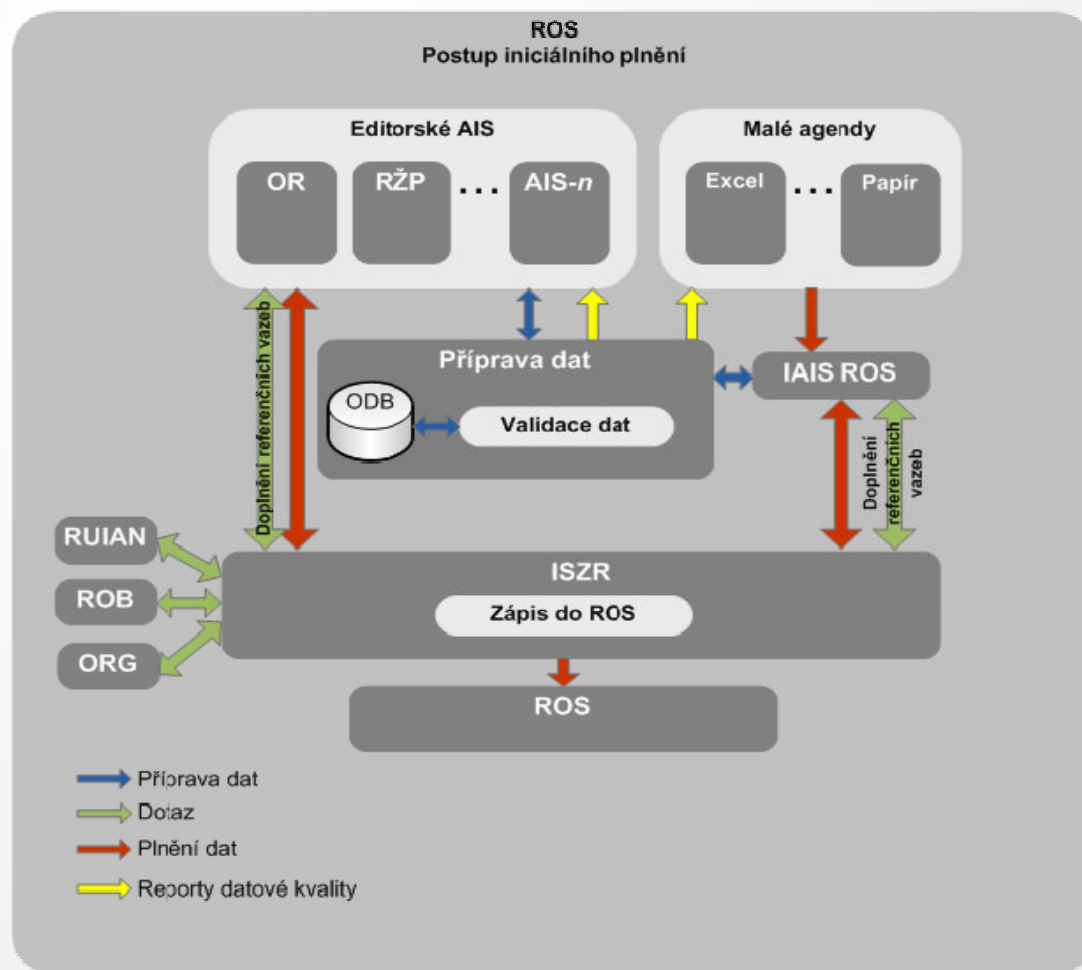 ROS
Postup iniciálního plnění
Editorské AIS
Malé agendy
OR
RŽP
...
AIS-n
Excel
...
Papír
Doplnění referenčních vazeb
Příprava dat
ODB
Validace dat
IAIS ROS
Doplnění
referenčních
vazeb
RUIAN
ROB
ORG
ISZR
Zápis do ROS
ROS
Příprava dat
Dotaz
Plnění dat
Reporty datové kvality